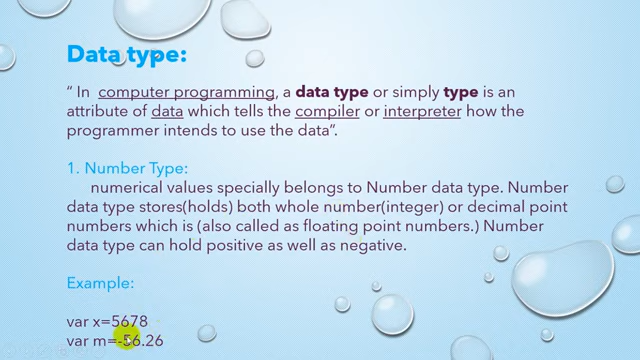 Data type:
“ In computer programming, a data type or simply type is an
attribute of data which tells the compiler or interpreter how the
programmer intends to use the data”.
1. Number Type:
numerical values specially belongs to Number data type. Number
data type stores(holds) both whole number(integer) or decimal point
numbers which is (also called as floating point numbers.) Number
data type can hold positive as well as negative.
Example:
var x=5678
var m=-56.26